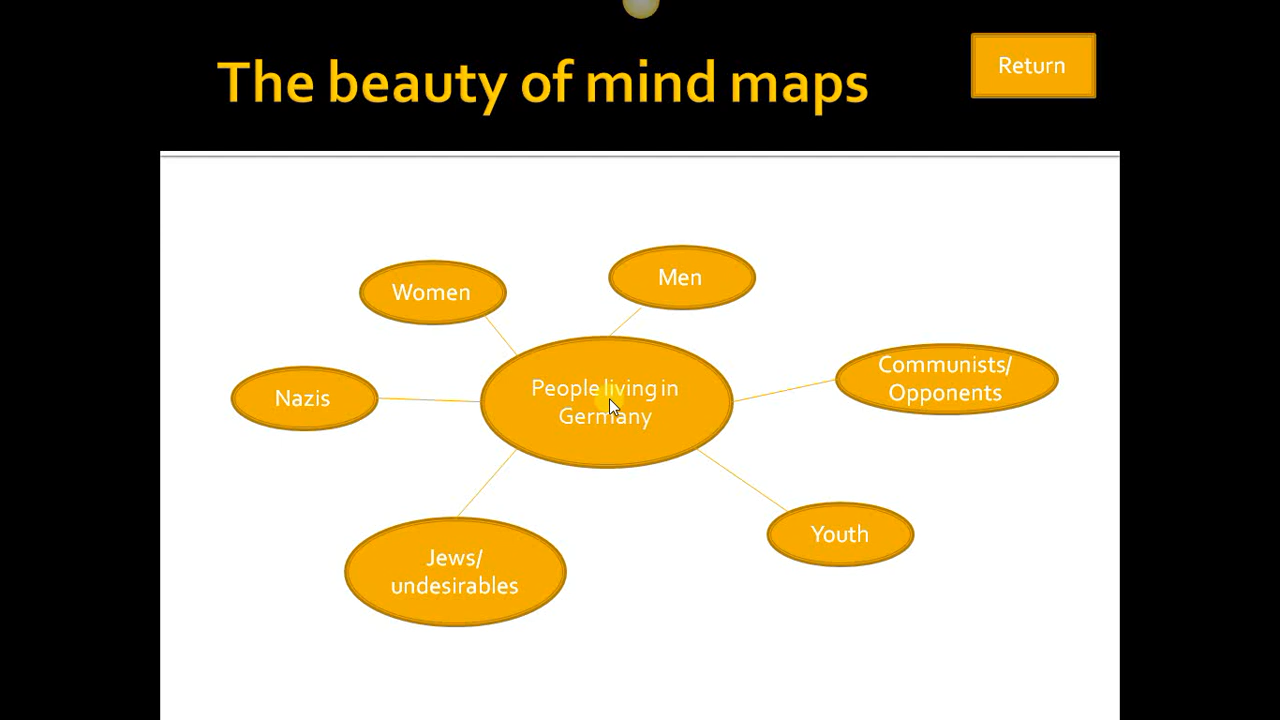 The beauty of mind maps
Return
Women
Men
Nazis
People living in
Germany
Communists/
Opponents
Jews/
undesirables
Youth